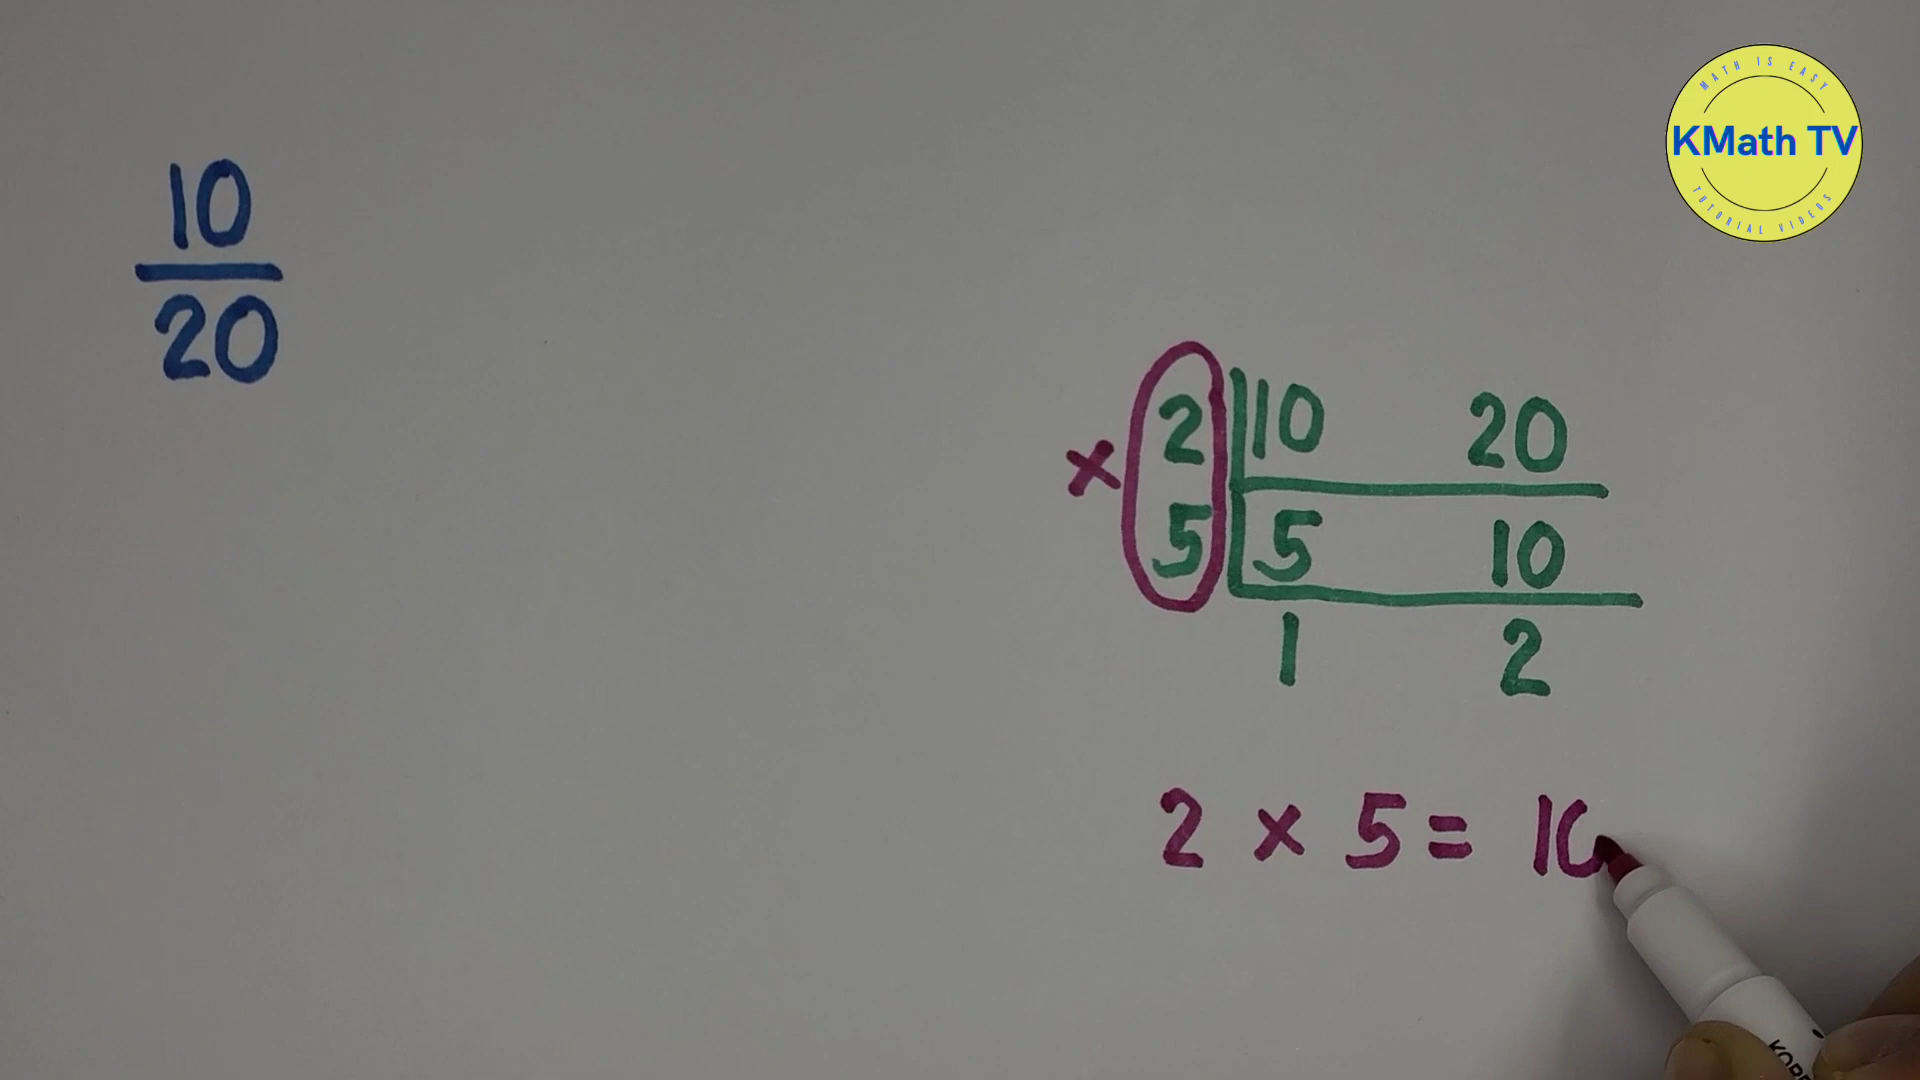 MATH IS EASY
KMath TV
TUTORIAL VIDEOS
10
20
× 2 10 20
5 5 10
1 2
2 × 5 = 10